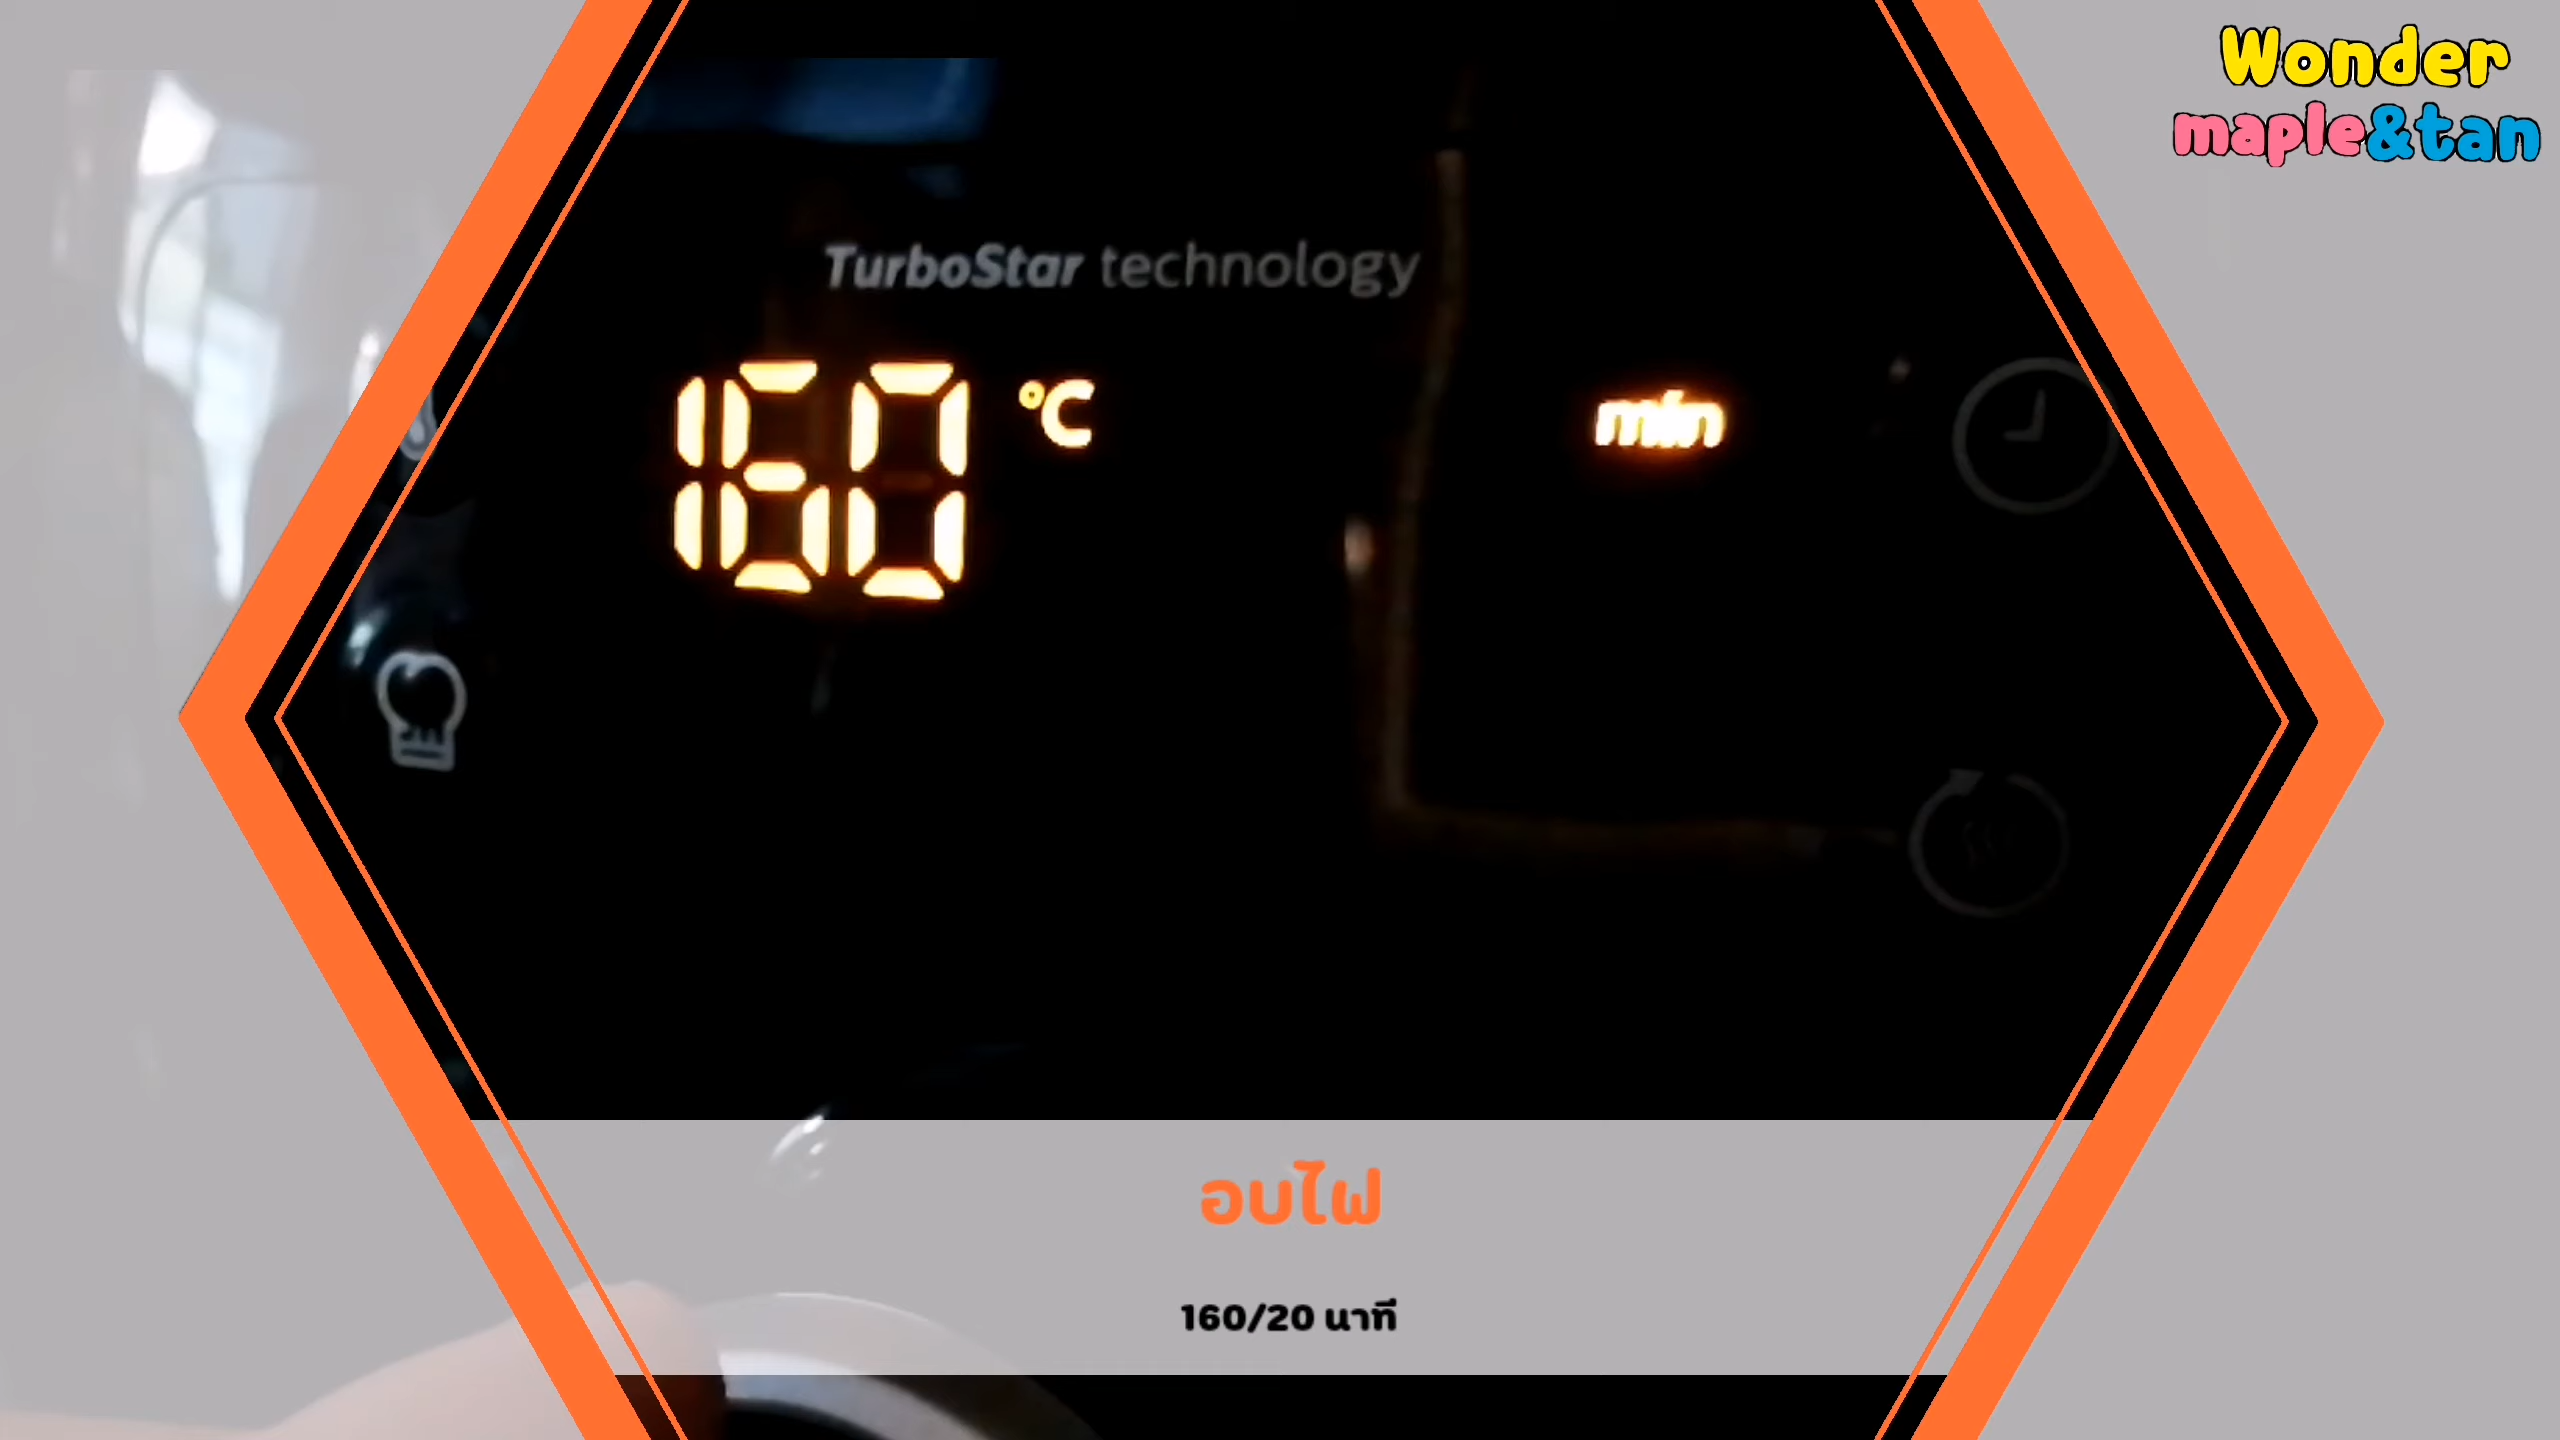 Wonder
maple&tan
TurboStar technology
160 °C
min
อบไฟ
160/20 นาที